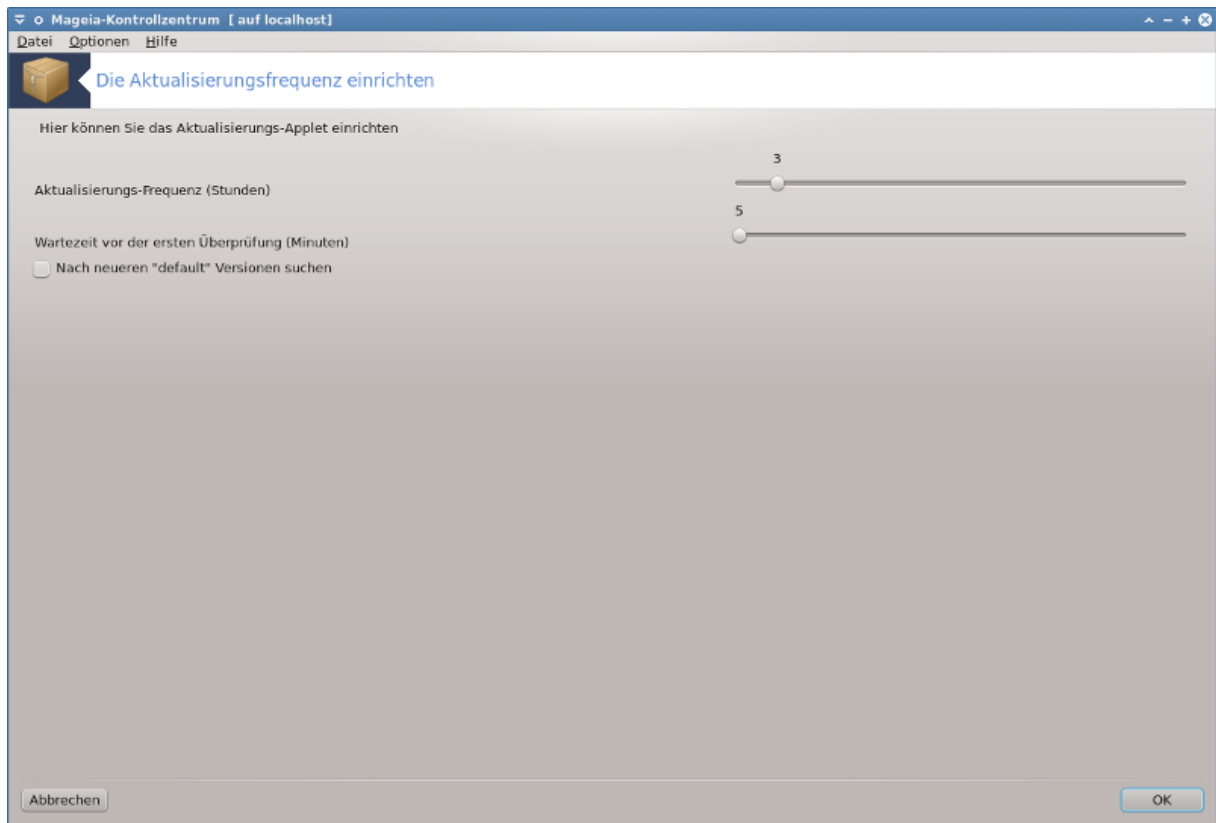 Mageia-Kontrollzentrum [ auf localhost]
Datei Optionen Hilfe
Die Aktualisierungsfrequenz einrichten
Hier können Sie das Aktualisierungs-Applet einrichten
3
Aktualisierungs-Frequenz (Stunden)
5
Wartezeit vor der ersten Überprüfung (Minuten)
Nach neueren "default" Versionen suchen
Abbrechen OK